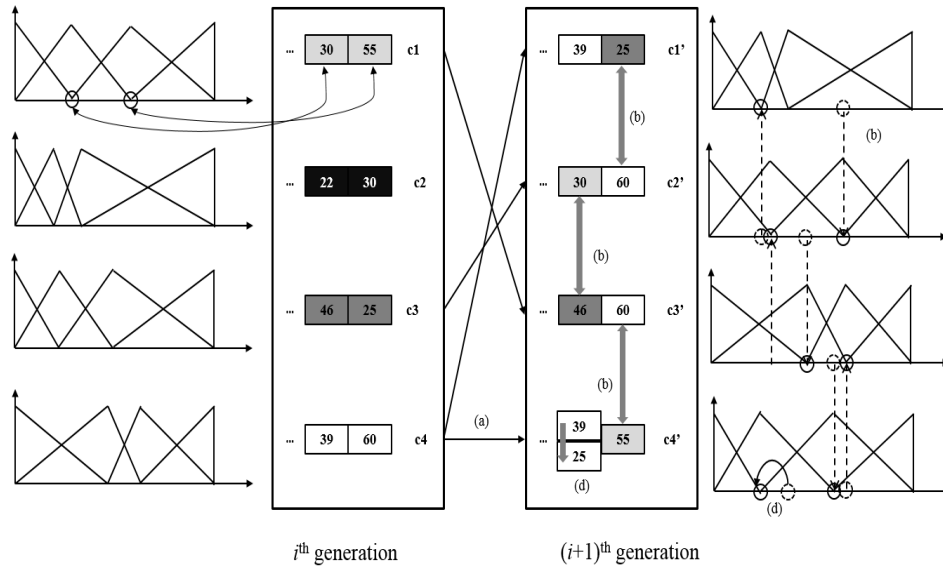 ... 30 55 c1
... 22 30 c2
... 46 25 c3
... 39 60 c4
(a)
... 39 25 c1'
(b)
... 30 60 c2'
(b)
... 46 60 c3'
(b)
... 39 55 c4'
25
(d)
(b)
(d)
i th generation
(i+1) th generation